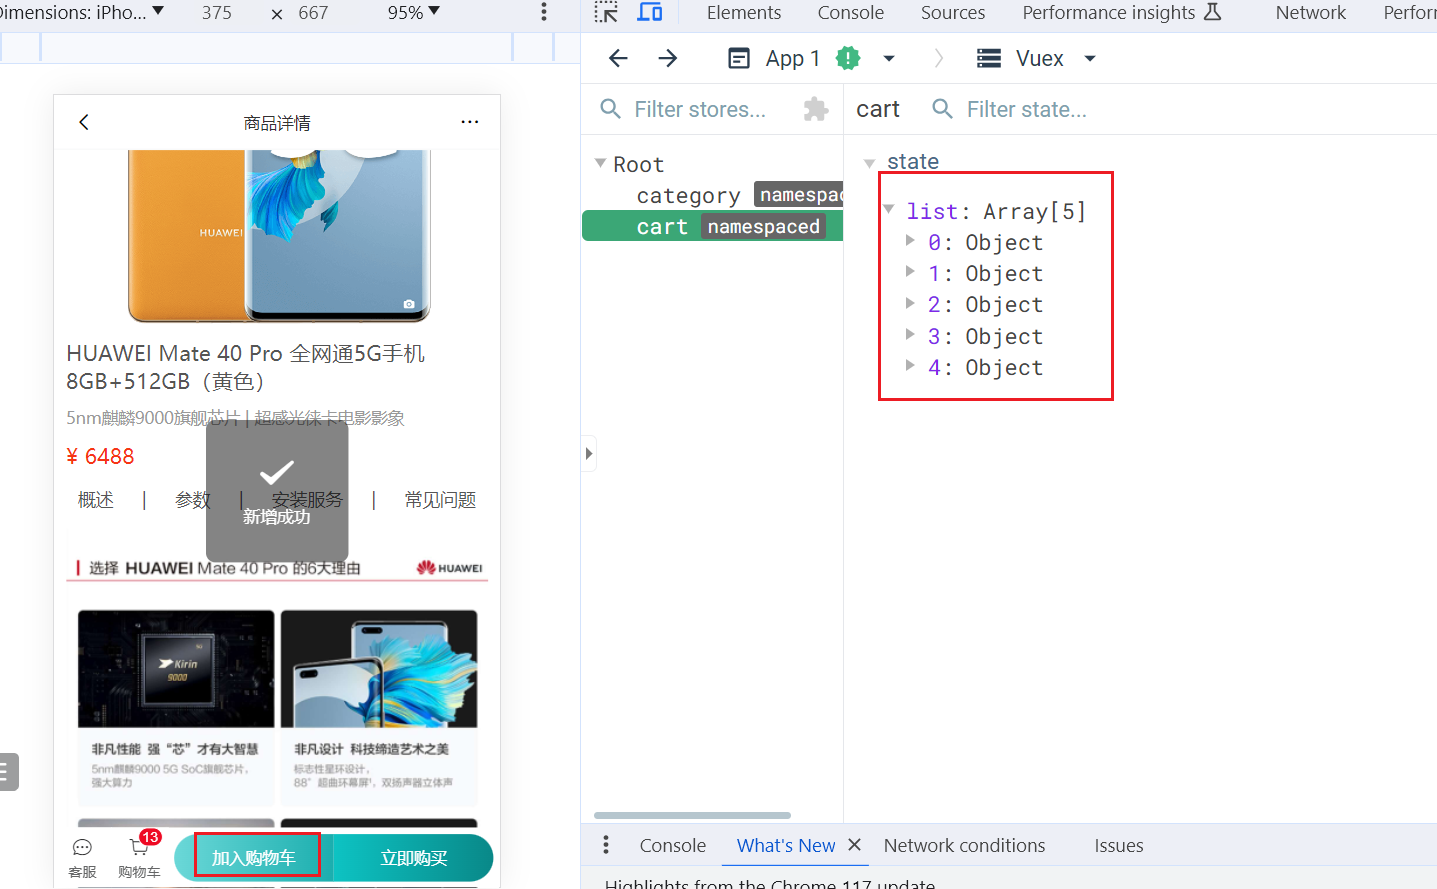 Dimensions: iPho... 375 × 667 95%
商品详情
HUAWEI
HUAWEI Mate 40 Pro 全网通5G手机
8GB+512GB（黄色）
5nm麒麟9000旗舰芯片 | 超感光徕卡电影影象
¥ 6488
概述 | 参数 | 安装服务 | 常见问题
新增成功
选择 HUAWEI Mate 40 Pro 的6大理由
HUAWEI
Kirin
9000
非凡性能 强“芯”才有大智慧
5nm麒麟9000 5G SoC旗舰芯片，
强大算力
非凡设计 科技缔造艺术之美
标志性星环设计，
88°超曲环幕屏¹，双扬声器立体声
客服
13
购物车
加入购物车
立即购买
Elements Console Sources Performance insights Network Perfor
App 1 Vuex
Filter stores...
cart Filter state...
Root
category namespac
cart namespaced
state
list: Array[5]
0: Object
1: Object
2: Object
3: Object
4: Object
Console What's New Network conditions Issues
Highlights from the Chrome 117 update